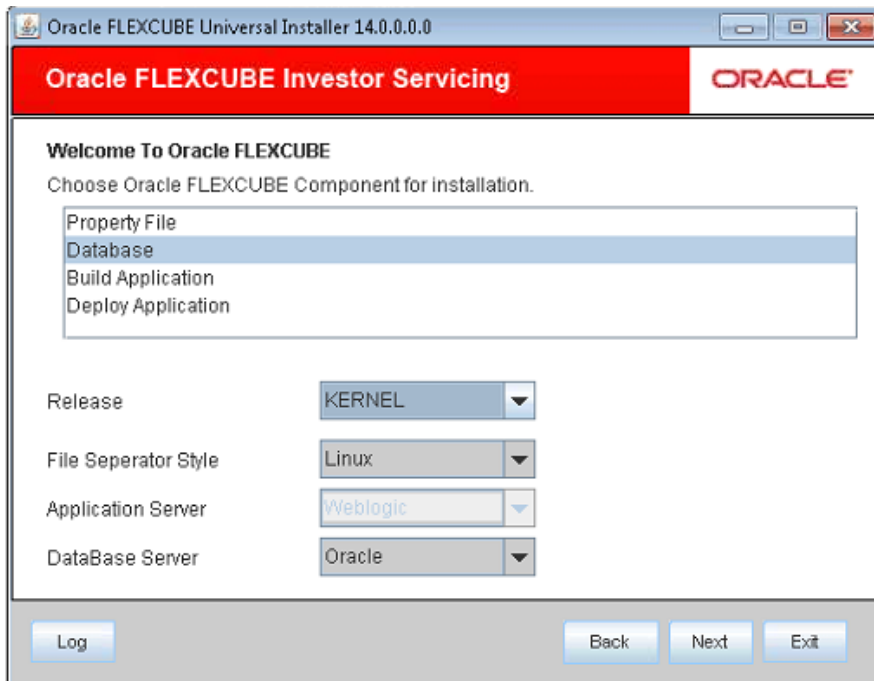 Oracle FLEXCUBE Universal Installer 14.0.0.0.0
Oracle FLEXCUBE Investor Servicing
ORACLE
Welcome To Oracle FLEXCUBE
Choose Oracle FLEXCUBE Component for installation.
Property File
Database
Build Application
Deploy Application
Release KERNEL
File Seperator Style Linux
Application Server Weblogic
DataBase Server Oracle
Log Back Next Exit